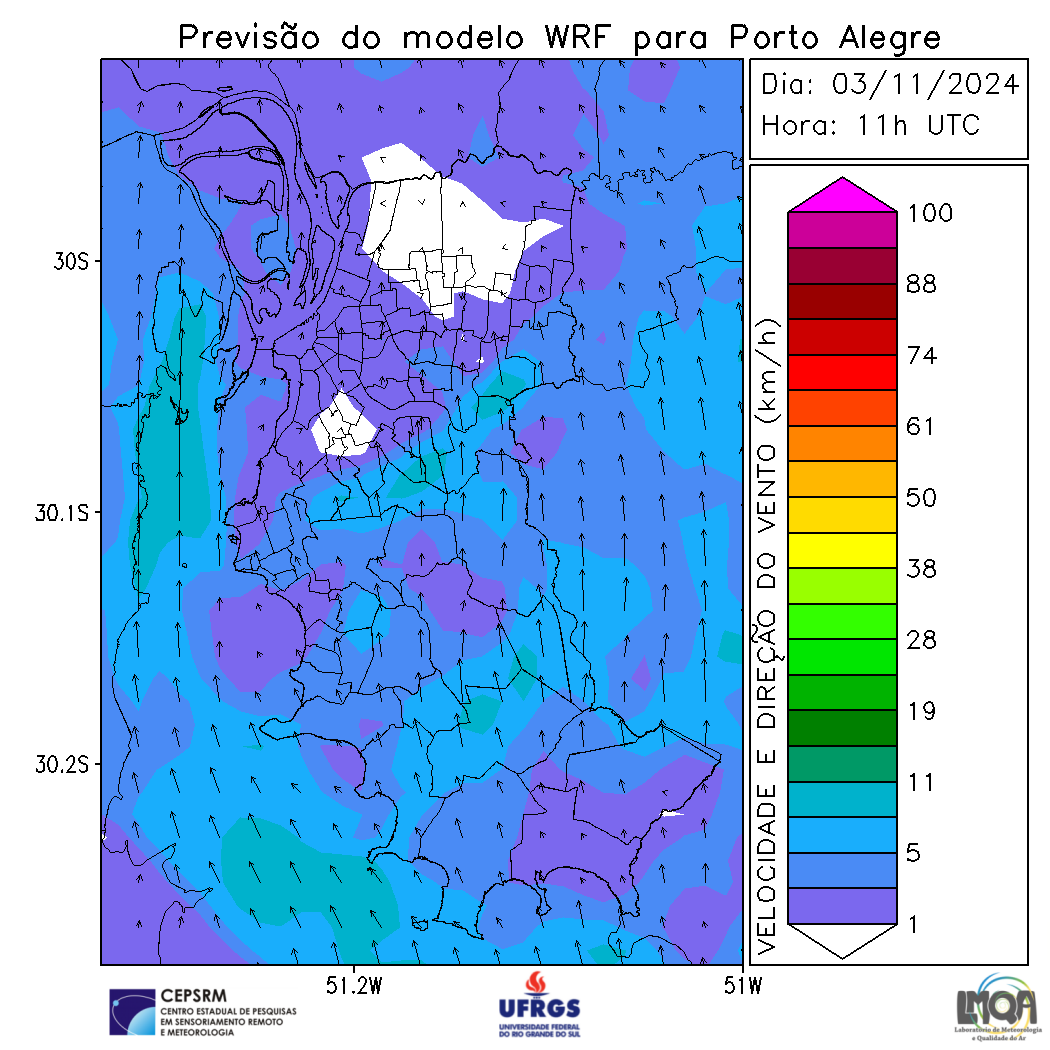 Previsão do modelo WRF para Porto Alegre
Dia: 03/11/2024
Hora: 11h UTC
30S
30.1S
30.2S
51.2W
51W
VELOCIDADE E DIREÇÃO DO VENTO (km/h)
100
88
74
61
50
38
28
19
11
5
1
CEPSRM
CENTRO ESTADUAL DE PESQUISAS
EM SENSORIAMENTO REMOTO
E METEOROLOGIA
UFRGS
UNIVERSIDADE FEDERAL
DO RIO GRANDE DO SUL
LMQA
Laboratório de Meteorologia
e Qualidade do Ar